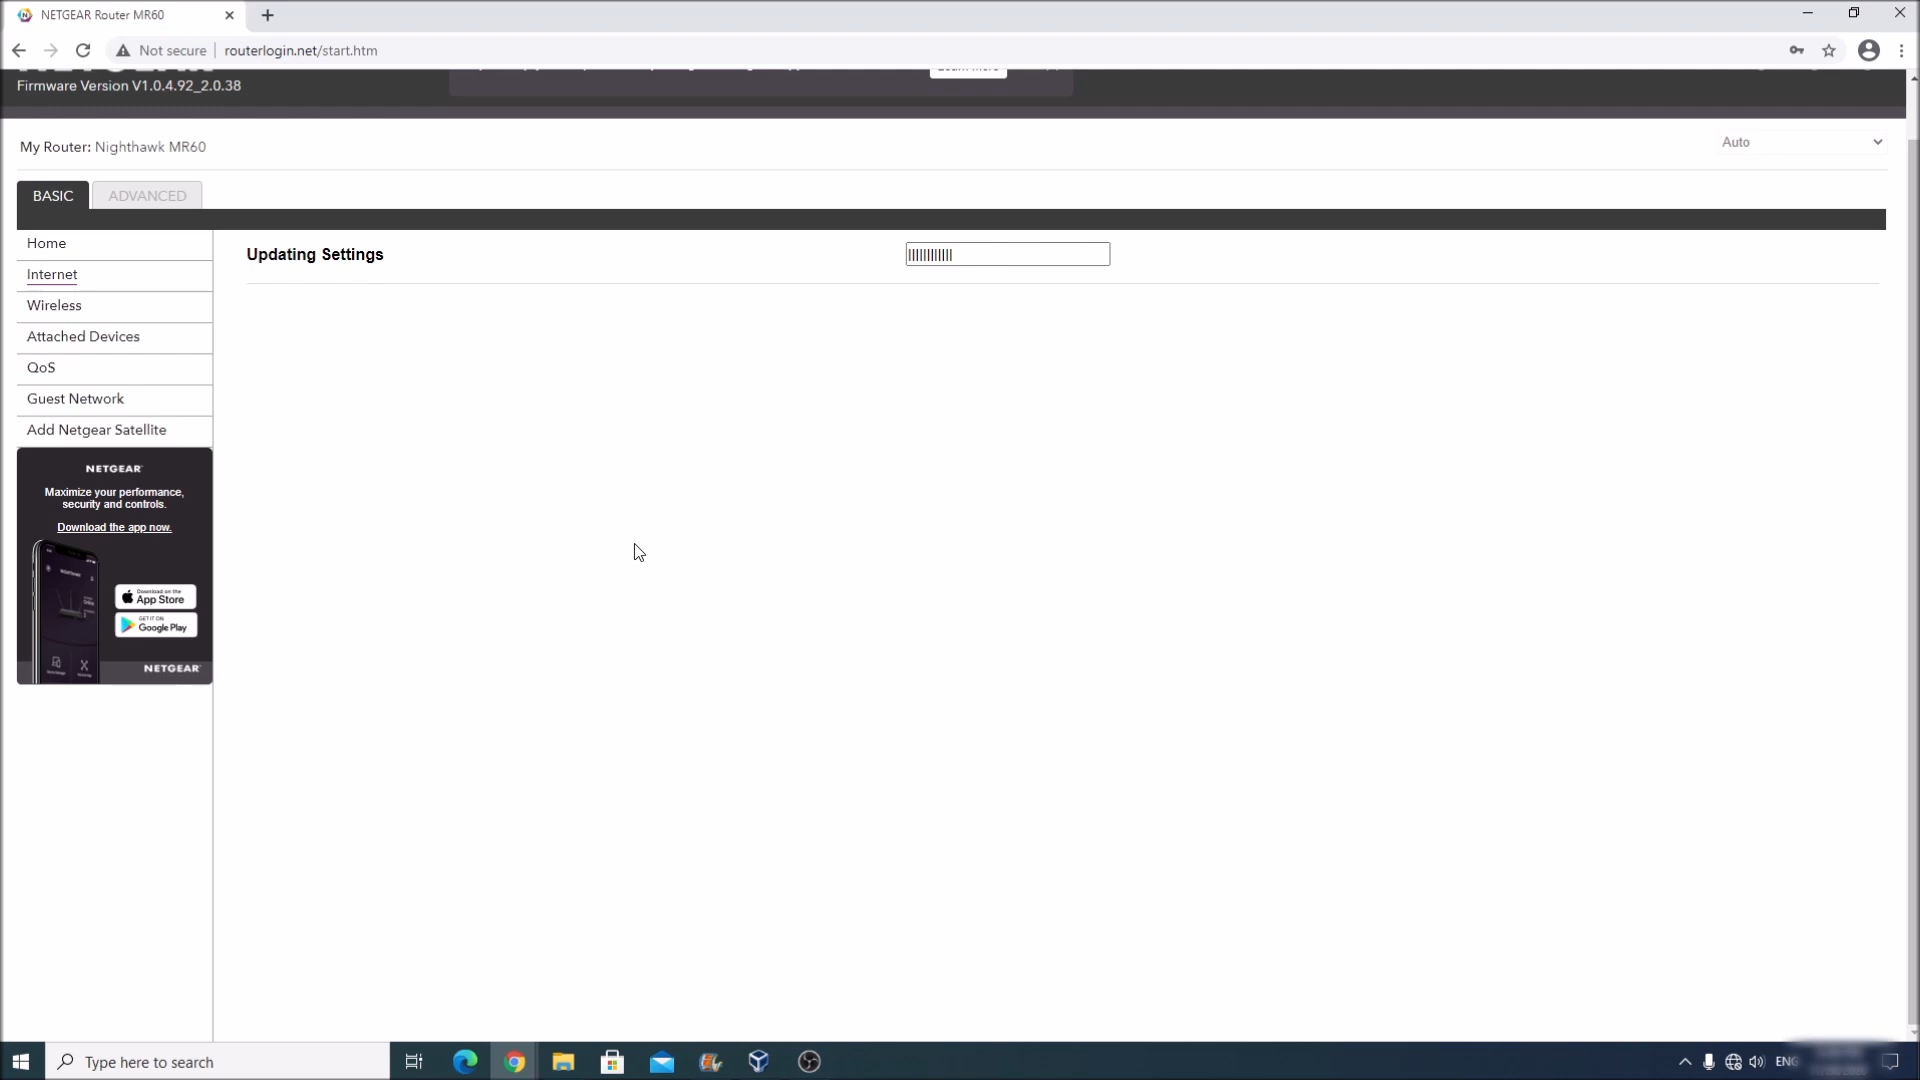 NETGEAR Router MR60
Not secure
routerlogin.net/start.htm
Firmware Version V1.0.4.92_2.0.38
My Router: Nighthawk MR60
Auto
BASIC
ADVANCED
Home
Internet
Wireless
Attached Devices
QoS
Guest Network
Add Netgear Satellite
Updating Settings
||||||||||||
NETGEAR
Maximize your performance,
security and controls.
Download the app now.
Download on the
App Store
GET IT ON
Google Play
NETGEAR
Type here to search
ENG